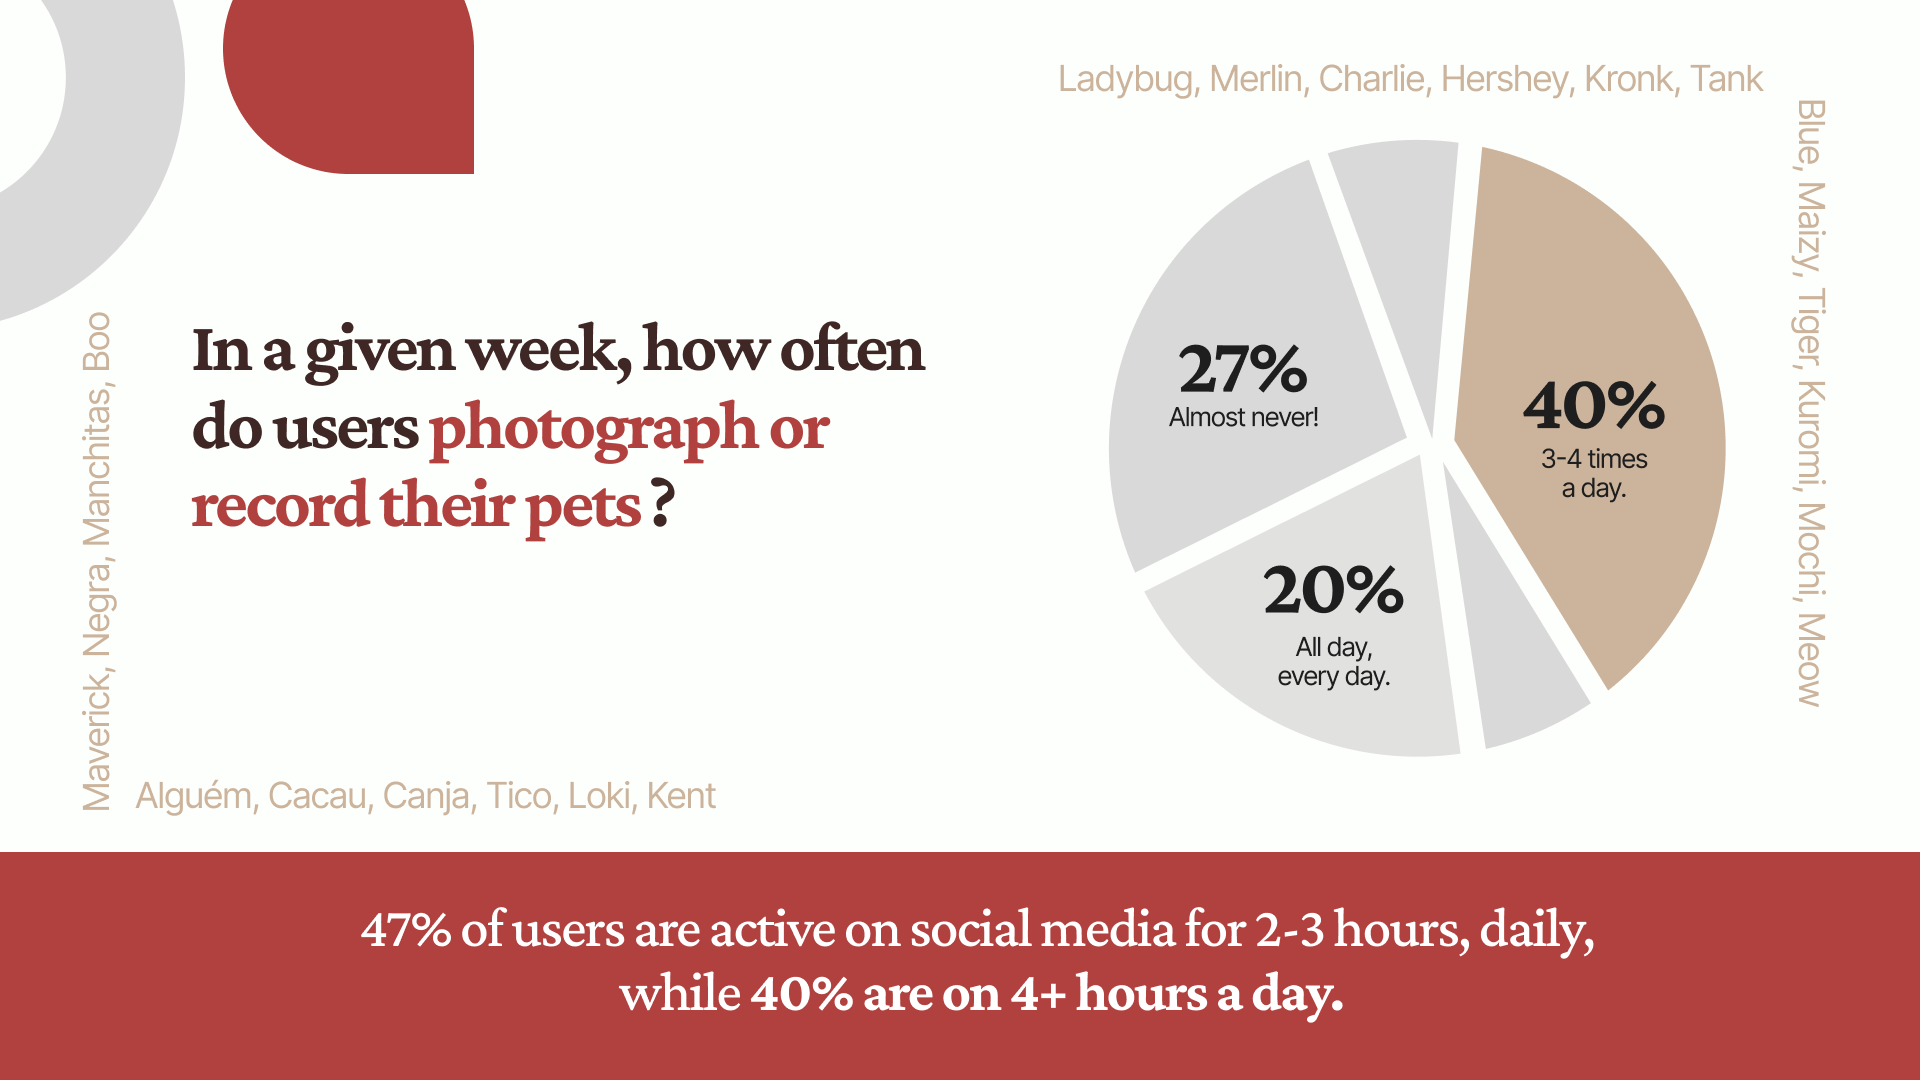 Ladybug, Merlin, Charlie, Hershey, Kronk, Tank
Blue, Maizy, Tiger, Kuromi, Mochi, Meow
In a given week, how often
do users photograph or
record their pets ?
27%
Almost never!
40%
3-4 times
a day.
20%
All day,
every day.
Maverick, Negra, Manchitas, Boo
Alguém, Cacau, Canja, Tico, Loki, Kent
47% of users are active on social media for 2-3 hours, daily,
while 40% are on 4+ hours a day.